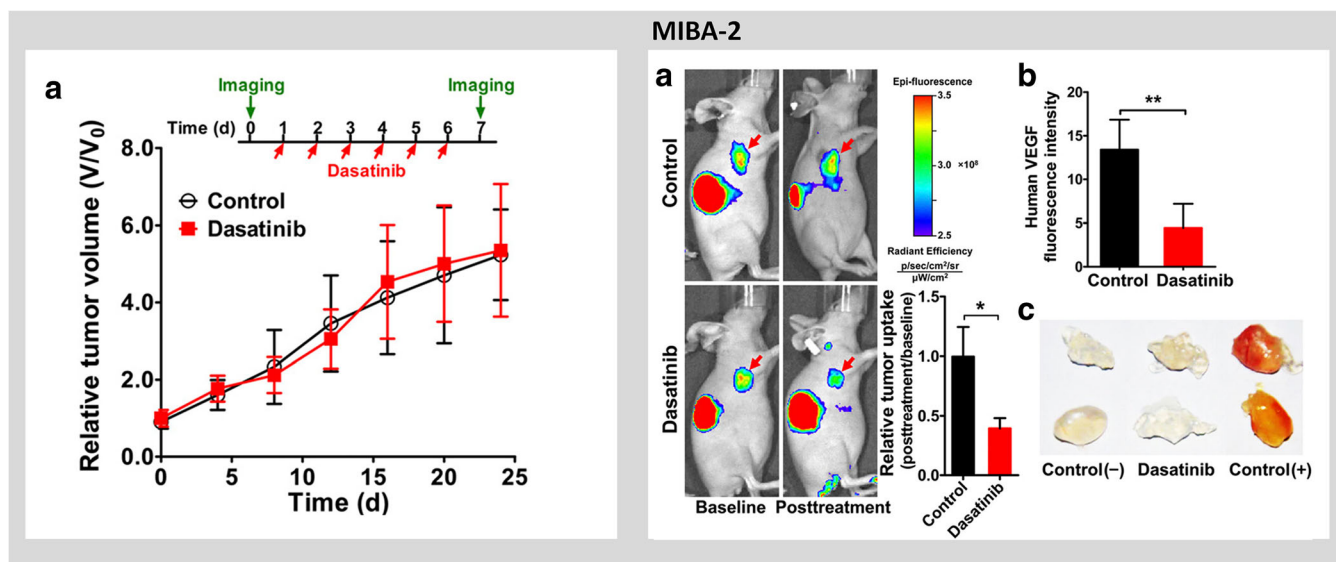 MIBA-2
a
Imaging Imaging
Time (d) 0 1 2 3 4 5 6 7
Dasatinib
Relative tumor volume (V/V₀)
8.0
6.0
4.0
2.0
0.0
Control
Dasatinib
0 5 10 15 20 25
Time (d)
a
Control
Dasatinib
Baseline Posttreatment
Epi-fluorescence
3.5
3.0 ×10⁸
2.5
Radiant Efficiency
p/sec/cm²/sr
µW/cm²
Relative tumor uptake
(posttreatment/baseline)
1.5
1.0
0.5
0.0
*
Control
Dasatinib
b
Human VEGF
fluorescence intensity
20
15
10
5
0
**
Control Dasatinib
c
Control(–) Dasatinib Control(+)